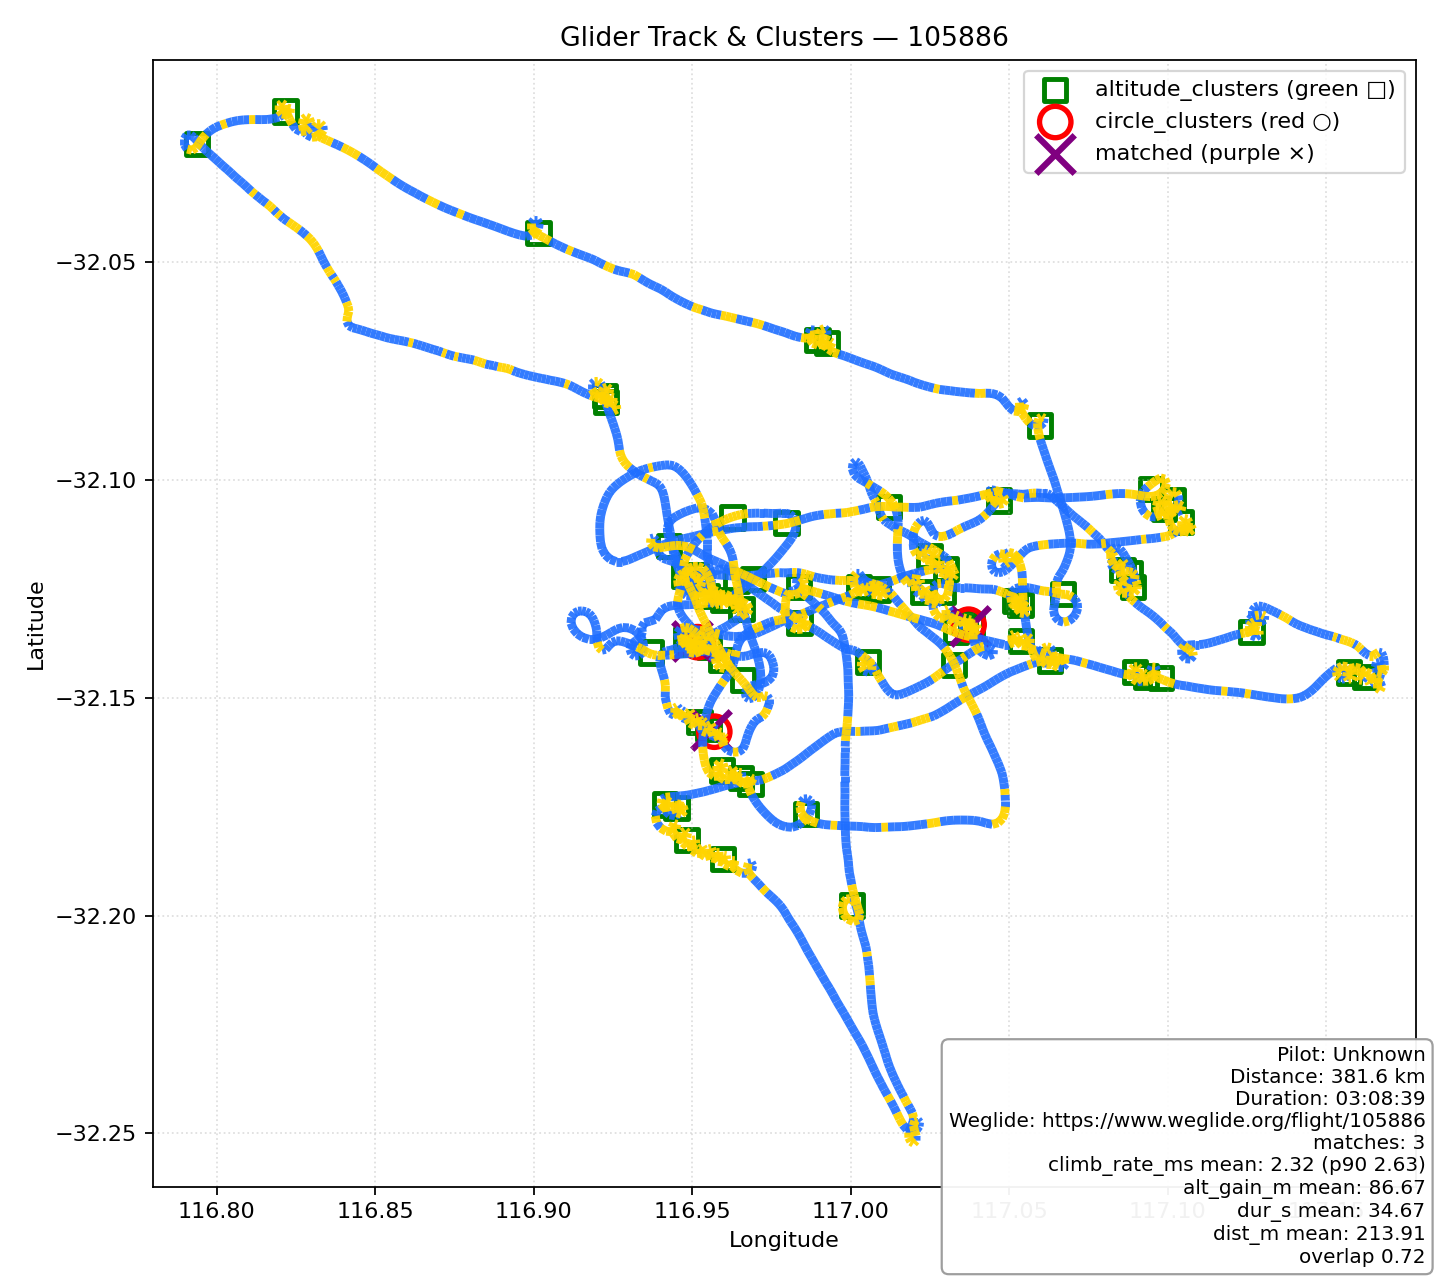 Glider Track & Clusters — 105886
altitude_clusters (green □)
circle_clusters (red ○)
matched (purple ×)
Latitude
−32.05
−32.10
−32.15
−32.20
−32.25
116.80
116.85
116.90
116.95
117.00
117.05
117.10
Longitude
Pilot: Unknown
Distance: 381.6 km
Duration: 03:08:39
Weglide: https://www.weglide.org/flight/105886
matches: 3
climb_rate_ms mean: 2.32 (p90 2.63)
alt_gain_m mean: 86.67
dur_s mean: 34.67
dist_m mean: 213.91
overlap 0.72